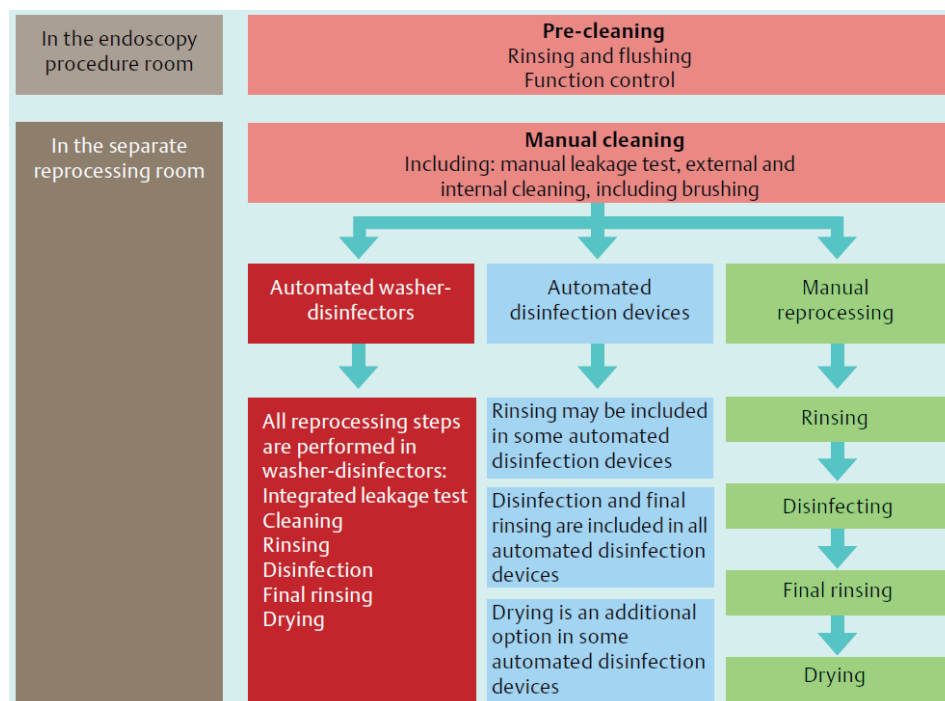 In the endoscopy
procedure room
Pre-cleaning
Rinsing and flushing
Function control
In the separate
reprocessing room
Manual cleaning
Including: manual leakage test, external and
internal cleaning, including brushing
Automated washer-
disinfectors
Automated
disinfection devices
Manual
reprocessing
All reprocessing steps
are performed in
washer-disinfectors:
Integrated leakage test
Cleaning
Rinsing
Disinfection
Final rinsing
Drying
Rinsing may be included
in some automated
disinfection devices
Disinfection and final
rinsing are included in all
automated disinfection
devices
Drying is an additional
option in some
automated disinfection
devices
Rinsing
Disinfecting
Final rinsing
Drying